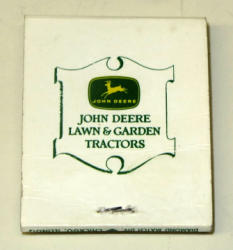 JOHN DEERE
JOHN DEERE
LAWN & GARDEN
TRACTORS